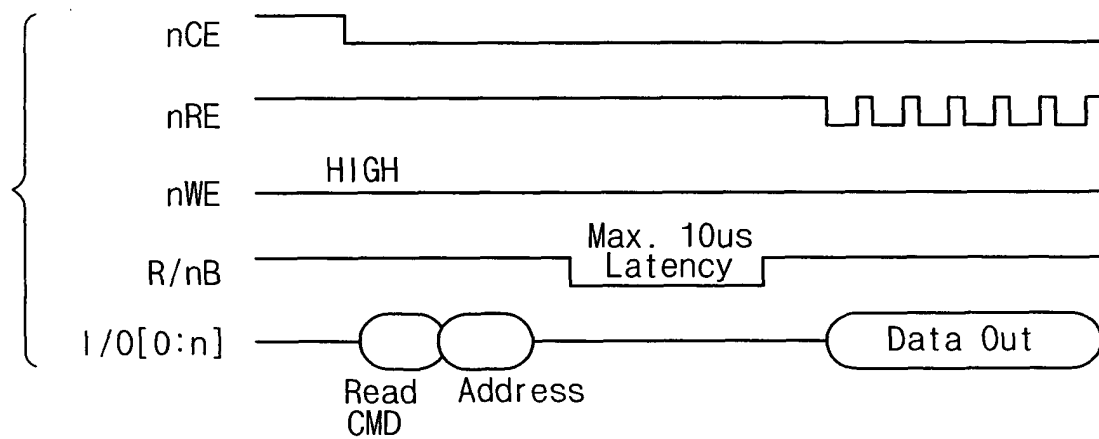 nCE
nRE
HIGH
nWE
Max. 10us
Latency
R/nB
I/O[0:n]
Data Out
Read
CMD
Address